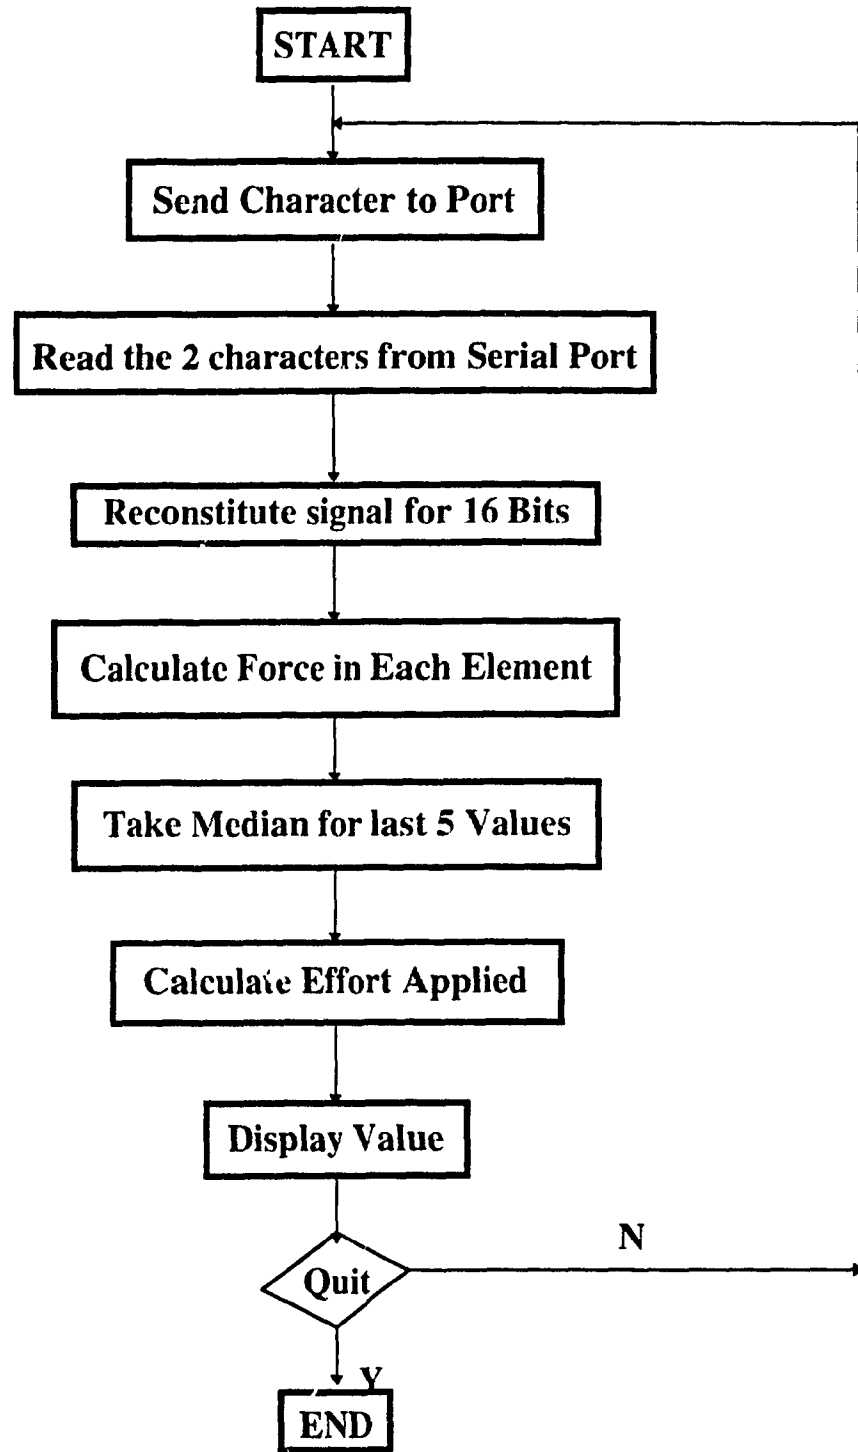 START
Send Character to Port
Read the 2 characters from Serial Port
Reconstitute signal for 16 Bits
Calculate Force in Each Element
Take Median for last 5 Values
Calculate Effort Applied
Display Value
N
Quit
Y
END